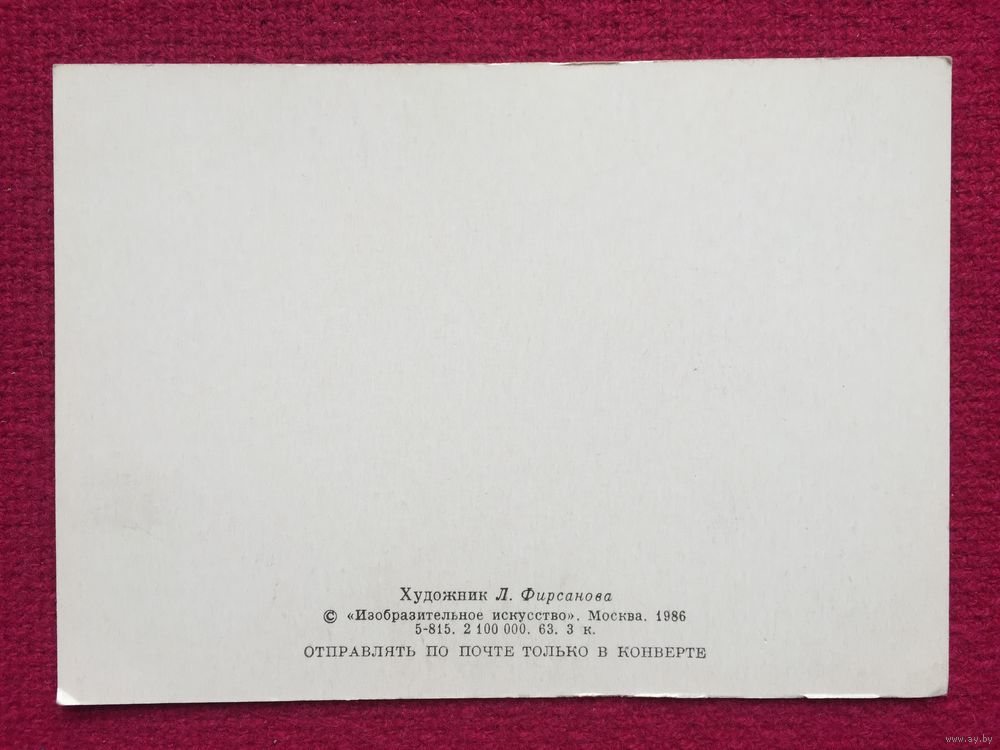 Художник Л. Фирсанова
© «Изобразительное искусство». Москва. 1986
5-815. 2 100 000. 63. 3 к.
ОТПРАВЛЯТЬ ПО ПОЧТЕ ТОЛЬКО В КОНВЕРТЕ
www.ay.by